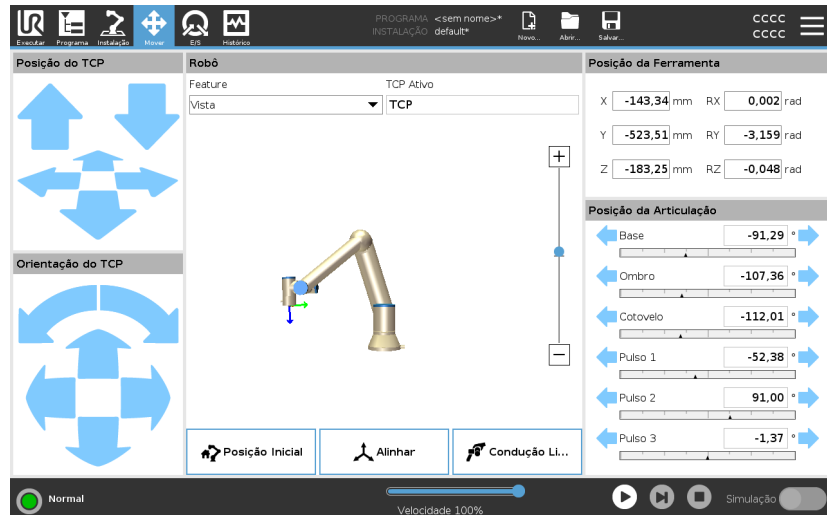 UR
Executar
Programa
Instalação
Mover
E/S
Histórico
PROGRAMA <sem nome>*
INSTALAÇÃO default*
Novo...
Abrir...
Salvar...
CCCC
CCCC
Posição do TCP
Orientação do TCP
Robô
Feature
TCP Ativo
Vista
TCP
Posição Inicial
Alinhar
Condução Li...
Posição da Ferramenta
X -143,34 mm RX 0,002 rad
Y -523,51 mm RY -3,159 rad
Z -183,25 mm RZ -0,048 rad
Posição da Articulação
Base -91,29 °
Ombro -107,36 °
Cotovelo -112,01 °
Pulso 1 -52,38 °
Pulso 2 91,00 °
Pulso 3 -1,37 °
Normal
Velocidade 100%
Simulação